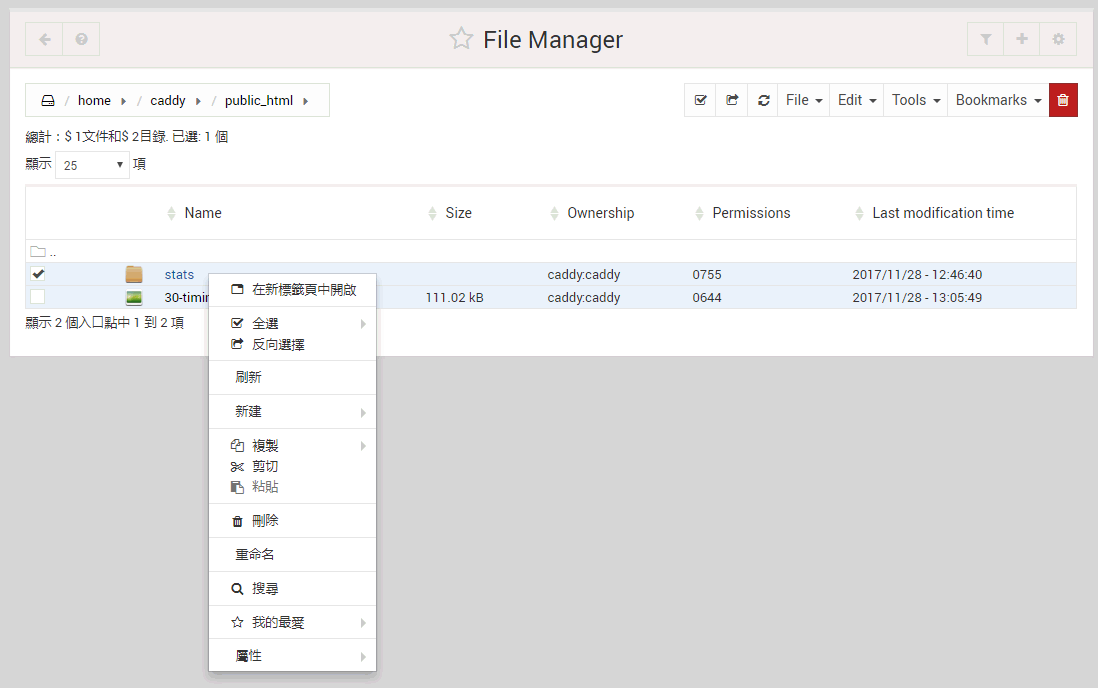 File Manager
/ home / caddy / public_html
File Edit Tools Bookmarks
總計：$ 1文件和$ 2目錄. 已選: 1 個
顯示 25 項
Name Size Ownership Permissions Last modification time
..
stats caddy:caddy 0755 2017/11/28 - 12:46:40
30-timin 111.02 kB caddy:caddy 0644 2017/11/28 - 13:05:49
顯示 2 個入口點中 1 到 2 項
在新標籤頁中開啟
全選
反向選擇
刷新
新建
複製
剪切
粘貼
刪除
重命名
搜尋
我的最愛
屬性